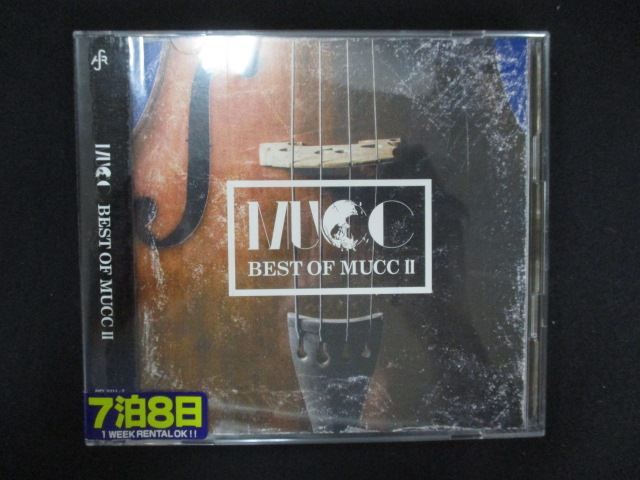 MUCC
BEST OF MUCC II
MUCC BEST OF MUCC II
7泊8日
1 WEEK RENTAL OK!!